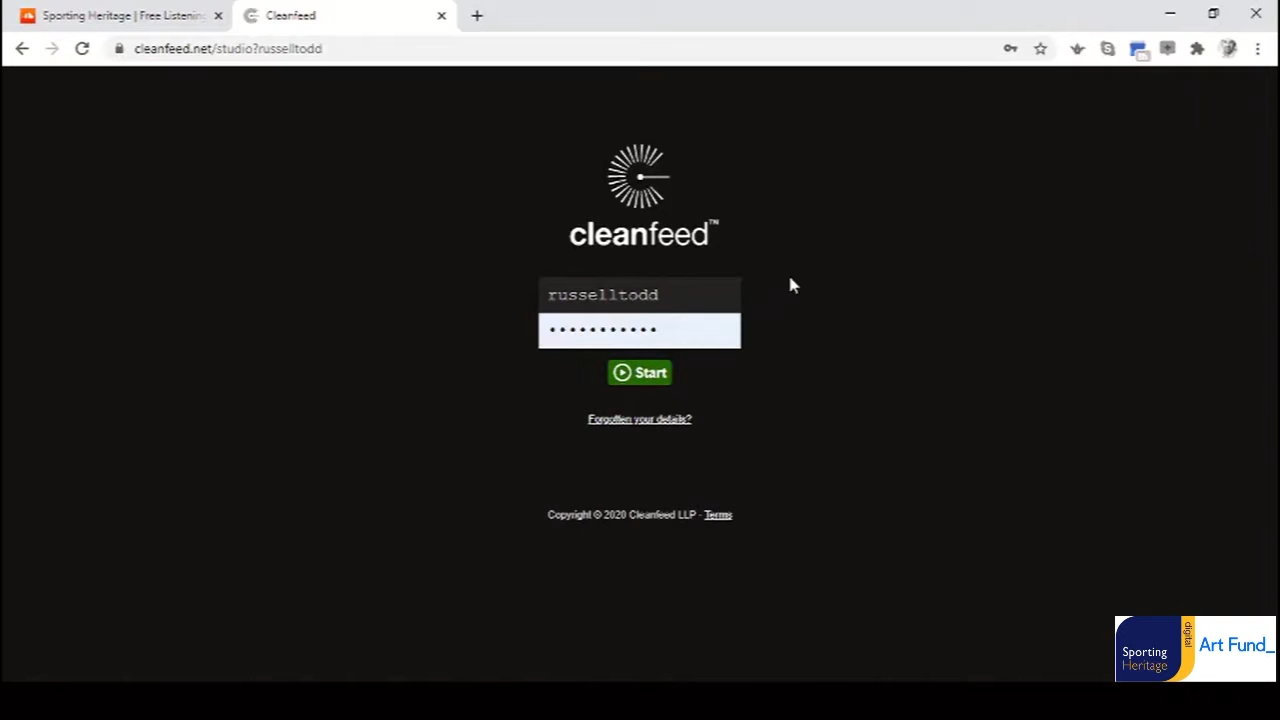 Sporting Heritage | Free Listening
Cleanfeed
cleanfeed.net/studio?russelltodd
cleanfeed™
russelltodd
•••••••••••
Start
Forgotten your details?
Copyright © 2020 Cleanfeed LLP - Terms
Sporting
Heritage
digital
Art Fund_